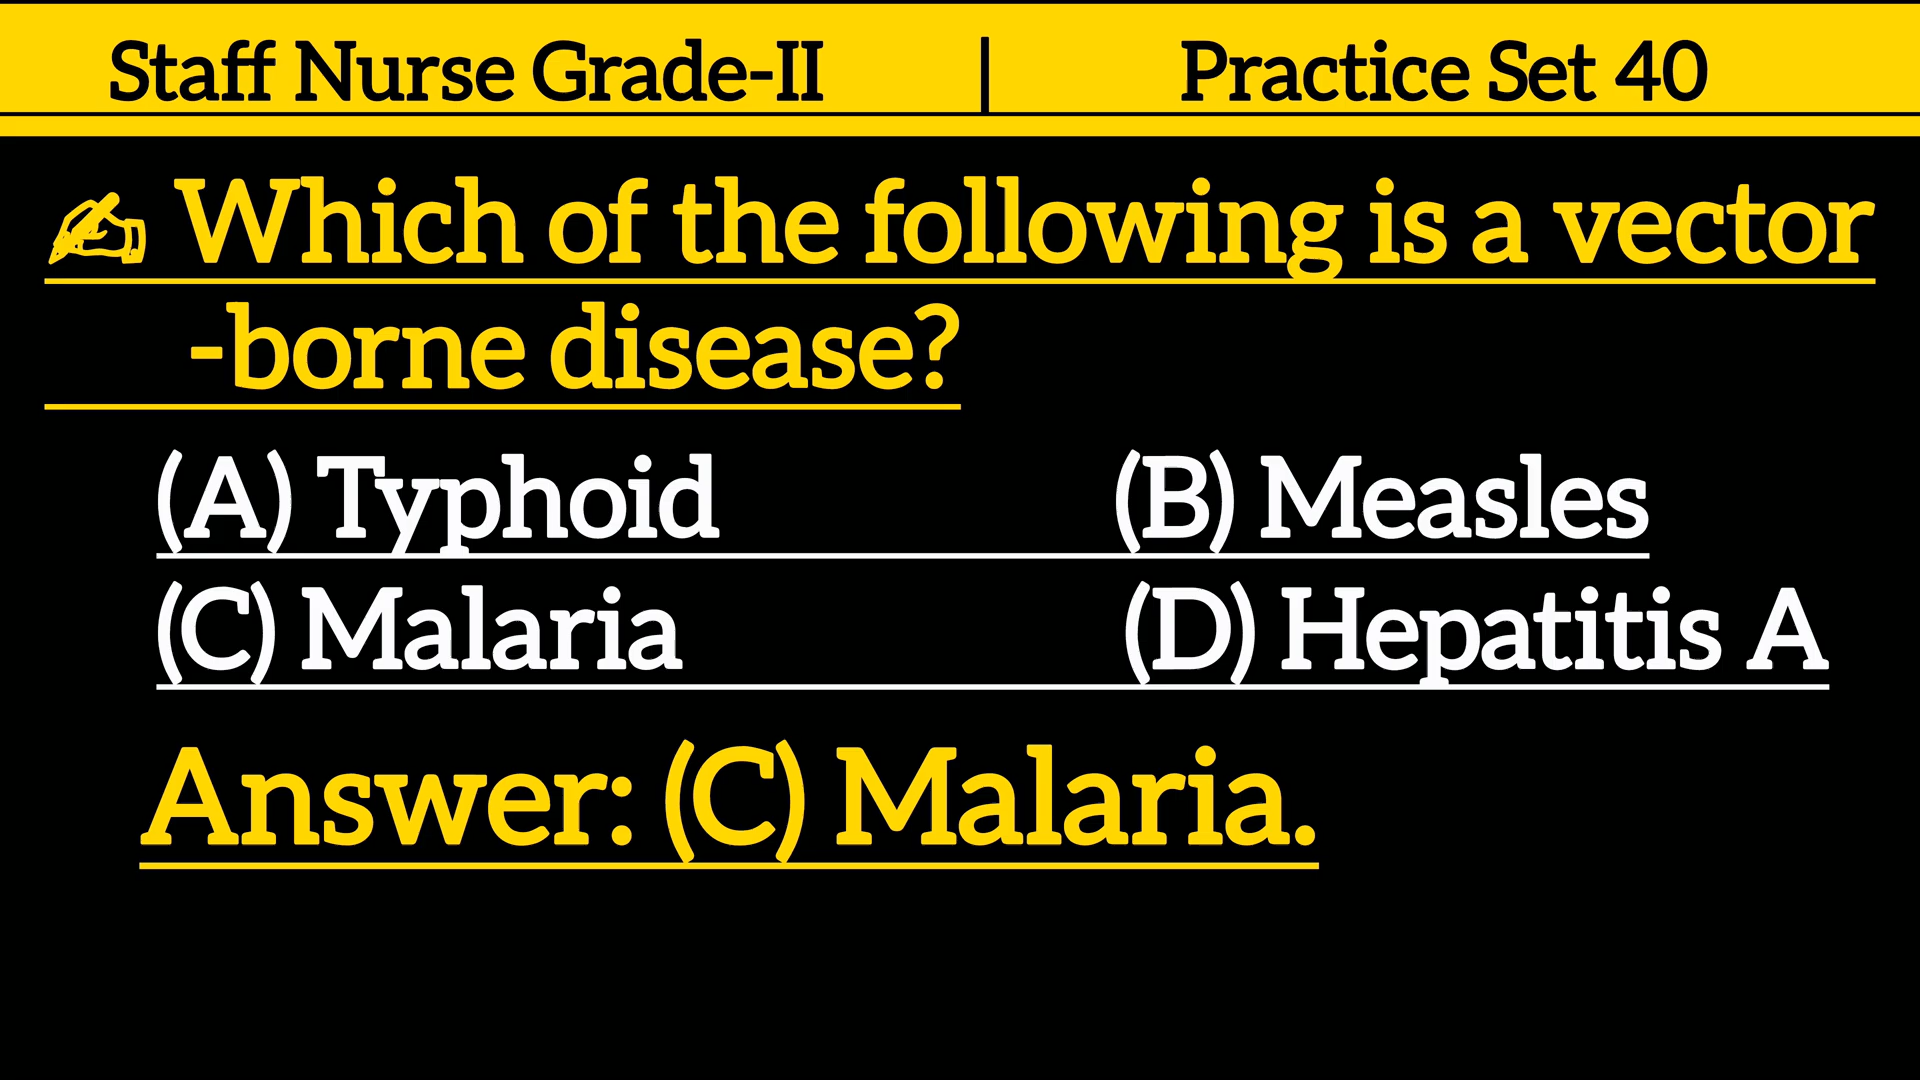 Staff Nurse Grade-II | Practice Set 40
✍ Which of the following is a vector
-borne disease?
(A) Typhoid (B) Measles
(C) Malaria (D) Hepatitis A
Answer: (C) Malaria.